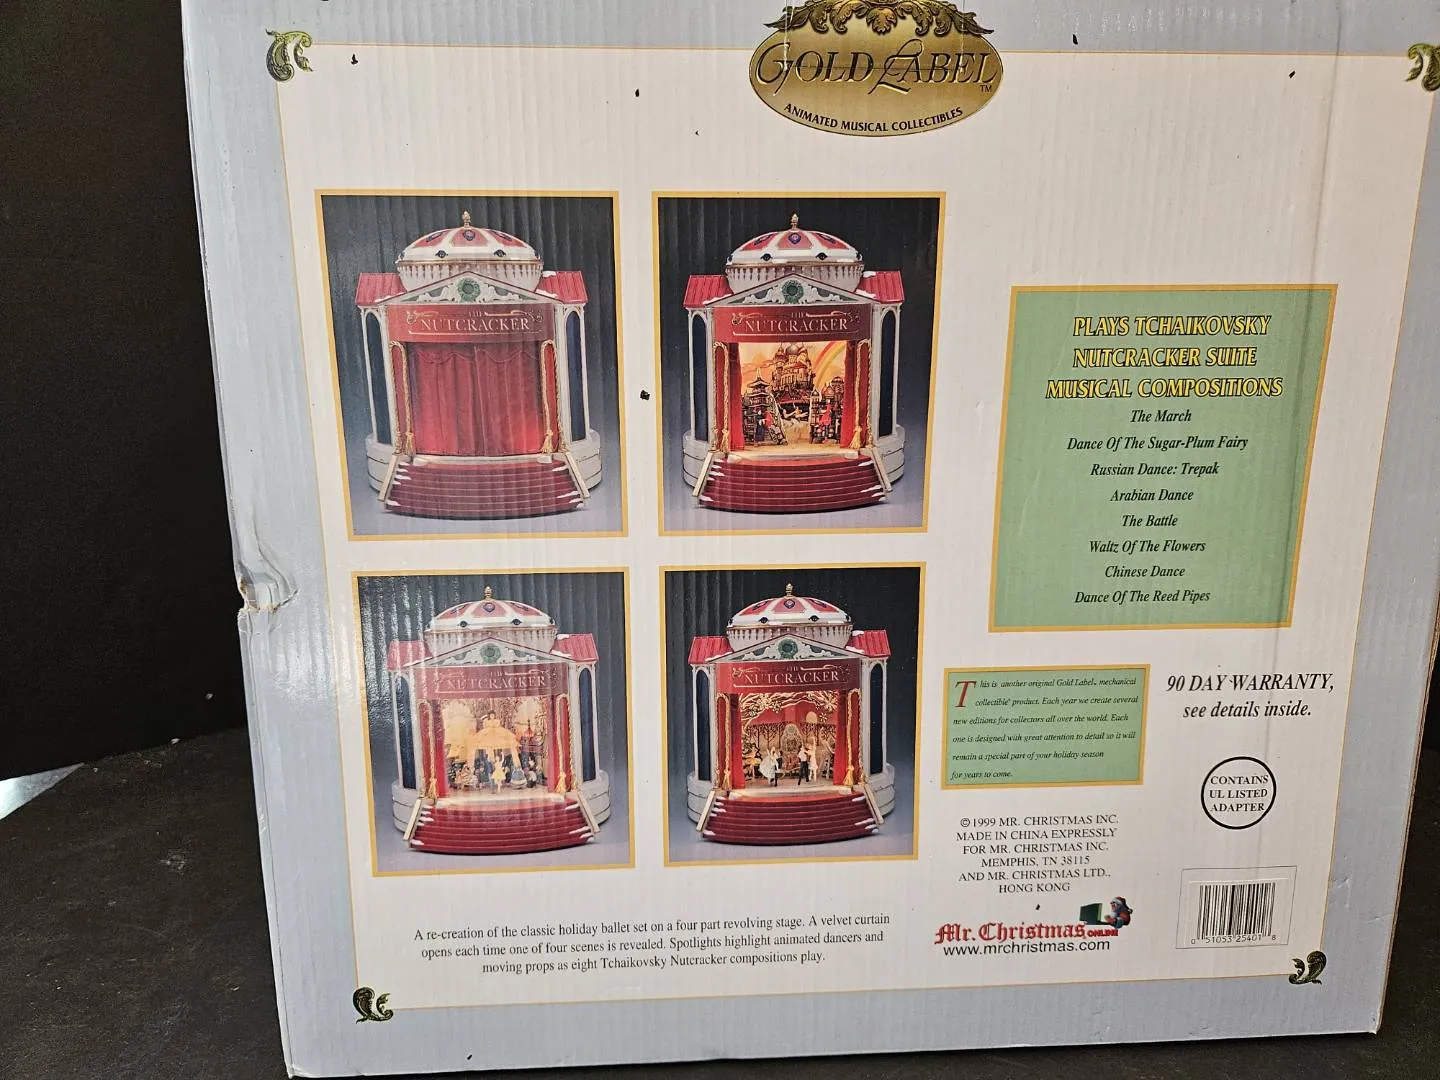 GOLD LABEL™
ANIMATED MUSICAL COLLECTIBLES
THE
NUTCRACKER
THE
NUTCRACKER
THE
NUTCRACKER
THE
NUTCRACKER
PLAYS TCHAIKOVSKY
NUTCRACKER SUITE
MUSICAL COMPOSITIONS
The March
Dance Of The Sugar-Plum Fairy
Russian Dance: Trepak
Arabian Dance
The Battle
Waltz Of The Flowers
Chinese Dance
Dance Of The Reed Pipes
This is another original Gold Label™ mechanical
collectible product. Each year we create several
new editions for collectors all over the world. Each
one is designed with great attention to detail so it will
remain a special part of your holiday season
for years to come.
90 DAY WARRANTY,
see details inside.
CONTAINS
UL LISTED
ADAPTER
© 1999 MR. CHRISTMAS INC.
MADE IN CHINA EXPRESSLY
FOR MR. CHRISTMAS INC.
MEMPHIS, TN 38115
AND MR. CHRISTMAS LTD.,
HONG KONG
Mr. Christmas ONLINE
www.mrchristmas.com
0 51053 25401 8
A re-creation of the classic holiday ballet set on a four part revolving stage. A velvet curtain
opens each time one of four scenes is revealed. Spotlights highlight animated dancers and
moving props as eight Tchaikovsky Nutcracker compositions play.